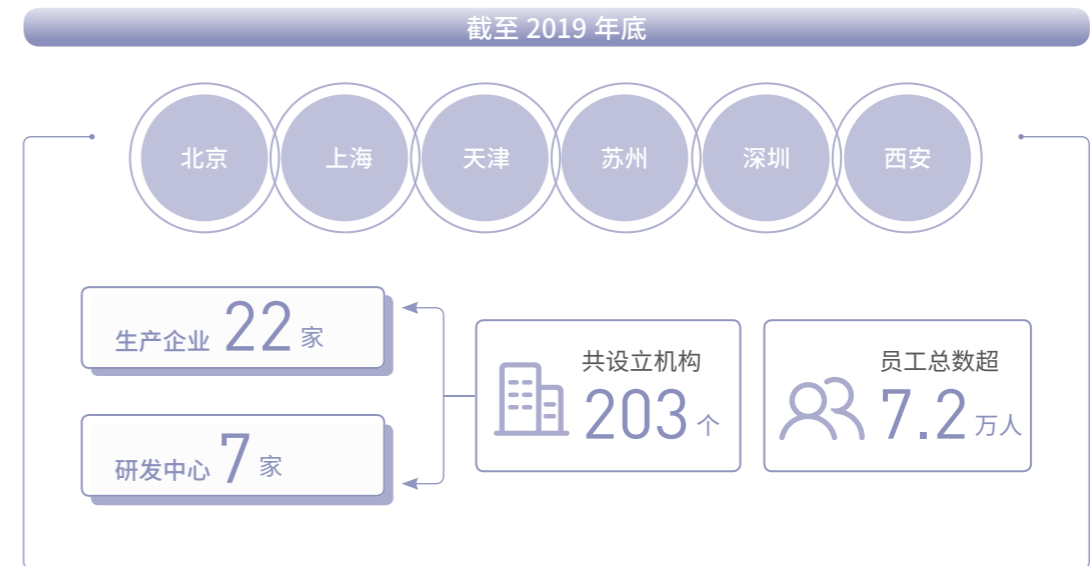 截至 2019 年底
北京 上海 天津 苏州 深圳 西安
生产企业 22 家
研发中心 7 家
共设立机构
203 个
员工总数超
7.2 万人